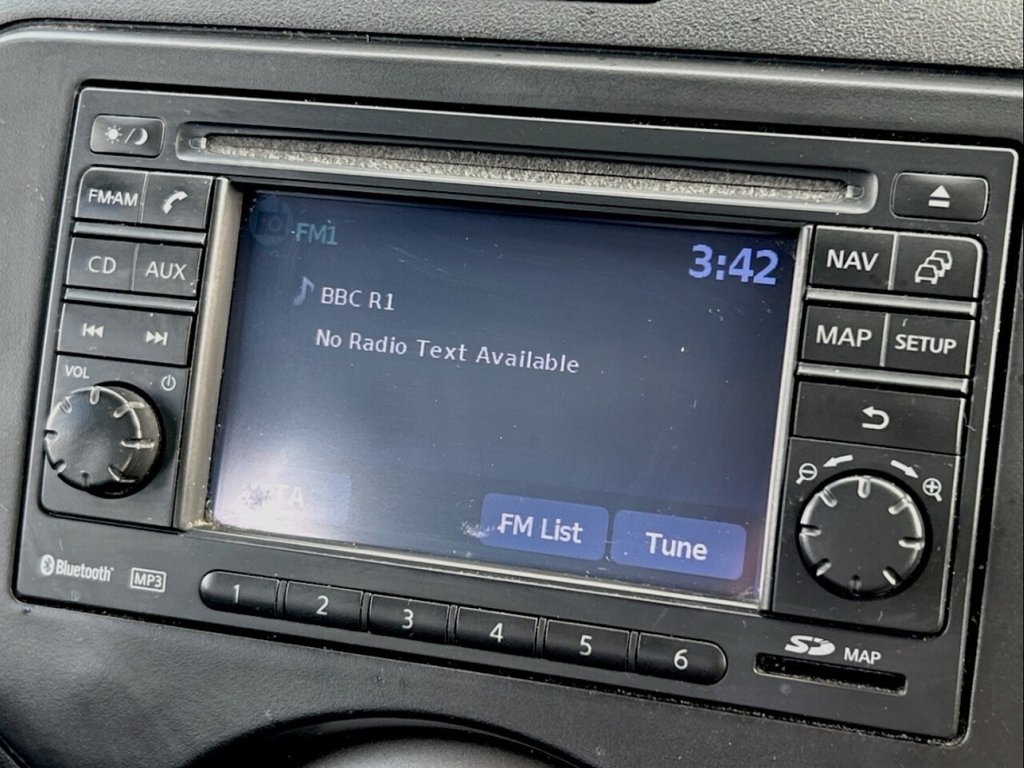 FM·AM
CD
AUX
VOL
FM1
3:42
BBC R1
No Radio Text Available
TA
FM List
Tune
NAV
MAP
SETUP
Bluetooth
MP3
1 2 3 4 5 6
SD MAP